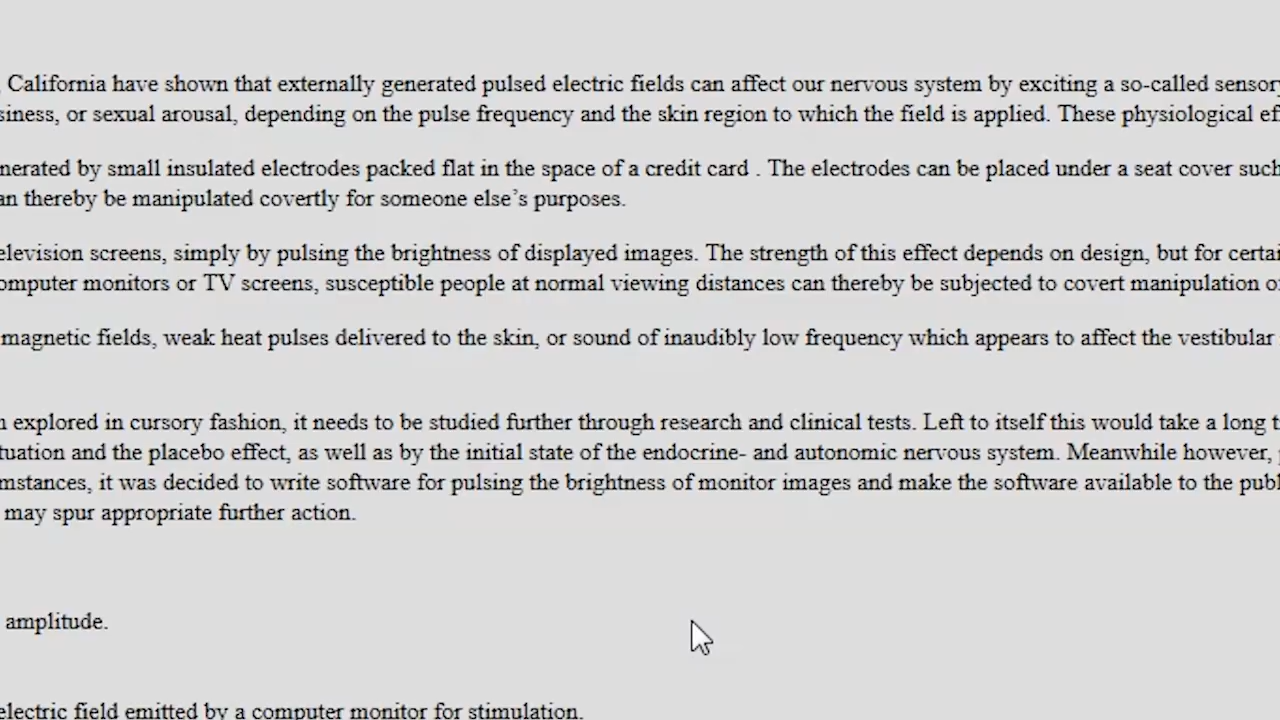 California have shown that externally generated pulsed electric fields can affect our nervous system by exciting a so-called sensory
or sexual arousal, depending on the pulse frequency and the skin region to which the field is applied. These physiological
by small insulated electrodes packed flat in the space of a credit card . The electrodes can be placed under a seat cover such
thereby be manipulated covertly for someone else’s purposes.
screens, simply by pulsing the brightness of displayed images. The strength of this effect depends on design, but for
monitors or TV screens, susceptible people at normal viewing distances can thereby be subjected to covert manipulation
magnetic fields, weak heat pulses delivered to the skin, or sound of inaudibly low frequency which appears to affect the vestibular
explored in cursory fashion, it needs to be studied further through research and clinical tests. Left to itself this would take a long
and the placebo effect, as well as by the initial state of the endocrine- and autonomic nervous system. Meanwhile however,
it was decided to write software for pulsing the brightness of monitor images and make the software available to the
may spur appropriate further action.
amplitude.
electric field emitted by a computer monitor for stimulation.